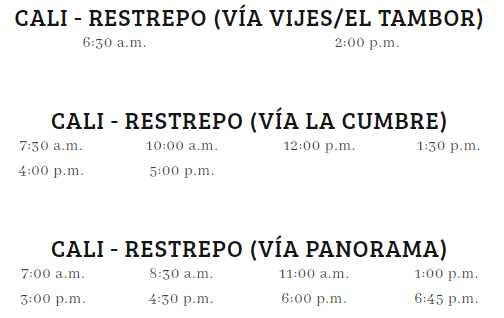 CALI - RESTREPO (VÍA VIJES/EL TAMBOR)
6:30 a.m. 2:00 p.m.
CALI - RESTREPO (VÍA LA CUMBRE)
7:30 a.m. 10:00 a.m. 12:00 p.m. 1:30 p.m.
4:00 p.m. 5:00 p.m.
CALI - RESTREPO (VÍA PANORAMA)
7:00 a.m. 8:30 a.m. 11:00 a.m. 1:00 p.m.
3:00 p.m. 4:30 p.m. 6:00 p.m. 6:45 p.m.